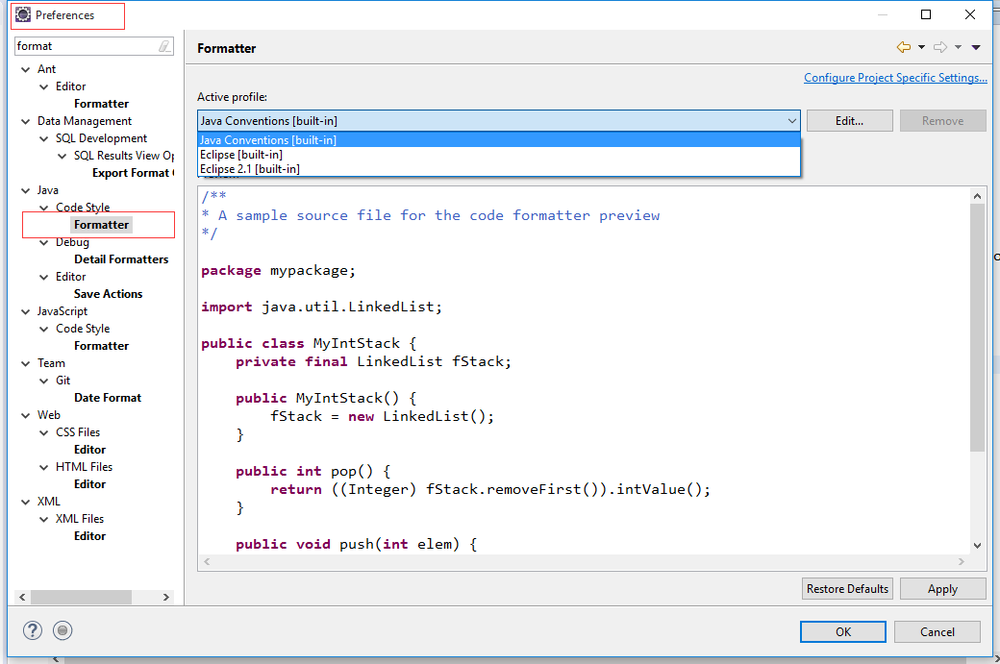 Preferences
format
Ant
Editor
Formatter
Data Management
SQL Development
SQL Results View Op
Export Format
Java
Code Style
Formatter
Debug
Detail Formatters
Editor
Save Actions
JavaScript
Code Style
Formatter
Team
Git
Date Format
Web
CSS Files
Editor
HTML Files
Editor
XML
XML Files
Editor
Formatter
Configure Project Specific Settings...
Active profile:
Java Conventions [built-in]
Edit...
Remove
Java Conventions [built-in]
Eclipse [built-in]
Eclipse 2.1 [built-in]
/**
* A sample source file for the code formatter preview
*/
package mypackage;
import java.util.LinkedList;
public class MyIntStack {
private final LinkedList fStack;
public MyIntStack() {
fStack = new LinkedList();
}
public int pop() {
return ((Integer) fStack.removeFirst()).intValue();
}
public void push(int elem) {
Restore Defaults
Apply
?
OK
Cancel